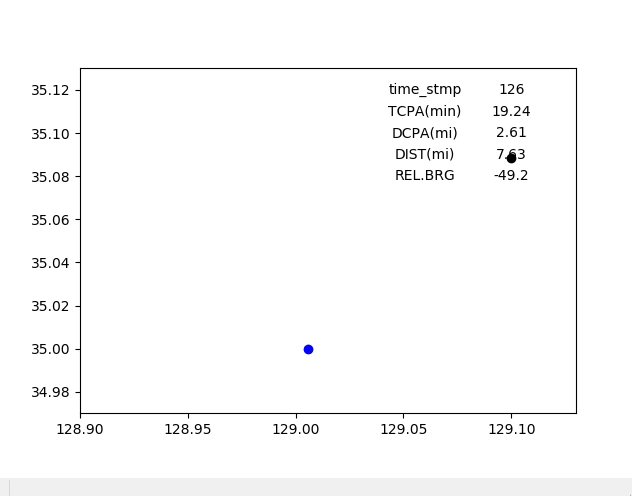 35.12
35.10
35.08
35.06
35.04
35.02
35.00
34.98
time_stmp 126
TCPA(min) 19.24
DCPA(mi) 2.61
DIST(mi) 7.63
REL.BRG -49.2
128.90 128.95 129.00 129.05 129.10